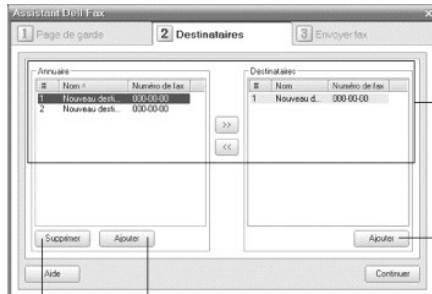 Assistant Dell Fax
1 Page de garde 2 Destinataires 3 Envoyer fax
Annuaire
# Nom Numéro de fax
1 Nouveau desti... 000-00-00
2 Nouveau desti... 000-00-00
>>
<<
Destinataires
# Nom Numéro de fax
1 Nouveau d... 000-00-00
Supprimer Ajouter
Ajouter
Aide Continuer